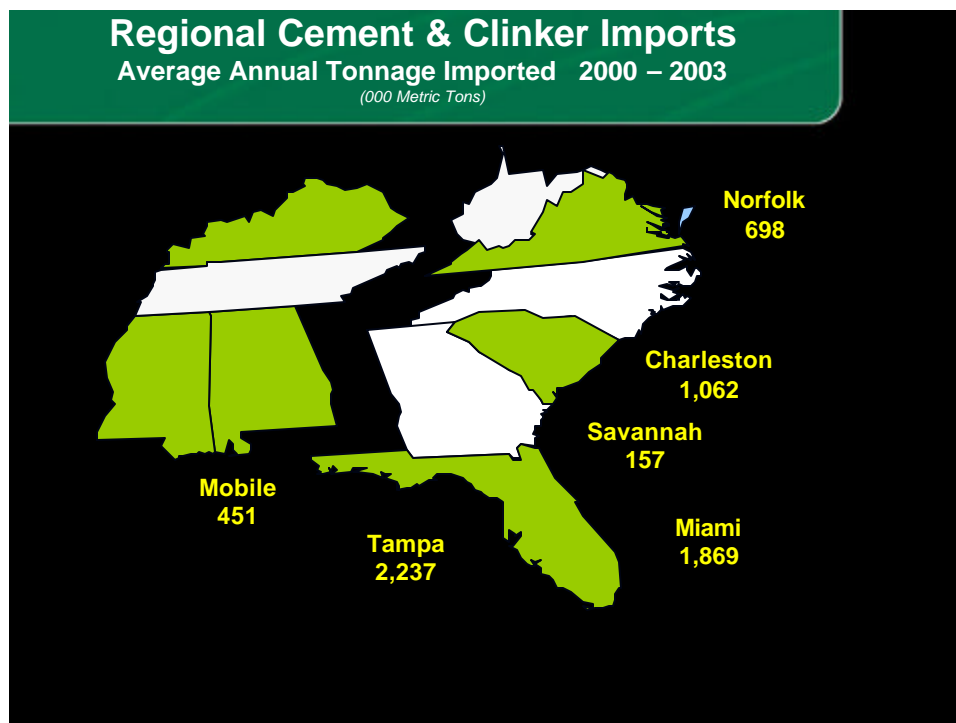 Regional Cement & Clinker Imports
Average Annual Tonnage Imported 2000 – 2003
(000 Metric Tons)
Norfolk
698
Charleston
1,062
Savannah
157
Mobile
451
Tampa
2,237
Miami
1,869